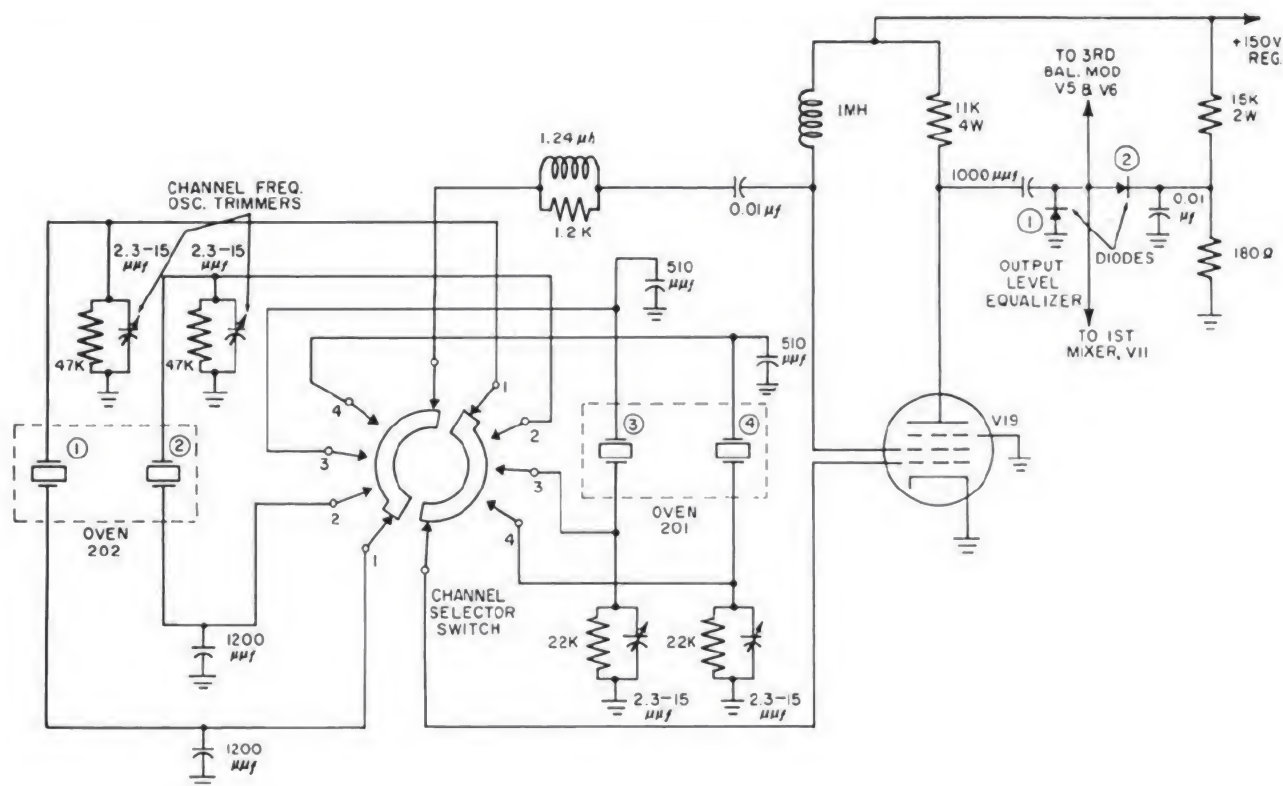 +150V
REG.
TO 3RD
BAL. MOD
V5 & V6
1MH
11K
4W
15K
2W
1.24 μh
1.2 K
0.01 μf
1000 μμf
②
0.01
μf
①
DIODES
OUTPUT
LEVEL
EQUALIZER
180Ω
TO 1ST
MIXER, V11
CHANNEL FREQ.
OSC. TRIMMERS
2.3-15
μμf
2.3-15
μμf
47K
47K
510
μμf
510
μμf
4
3
2
1
1
2
3
4
①
②
OVEN
202
③
④
OVEN
201
V19
CHANNEL
SELECTOR
SWITCH
22K
22K
2.3-15
μμf
2.3-15
μμf
1200
μμf
1200
μμf